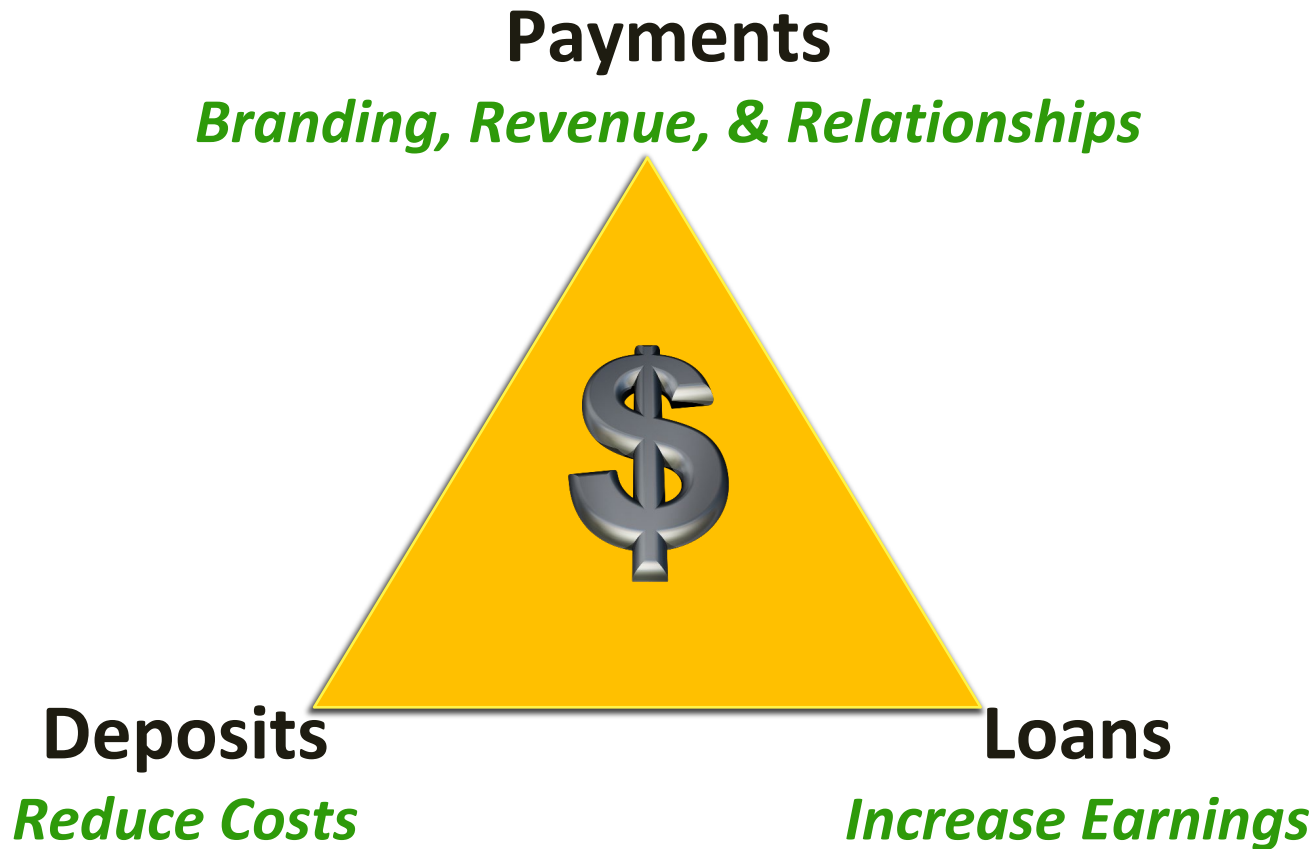 Payments
Branding, Revenue, & Relationships
$
Deposits
Loans
Reduce Costs
Increase Earnings